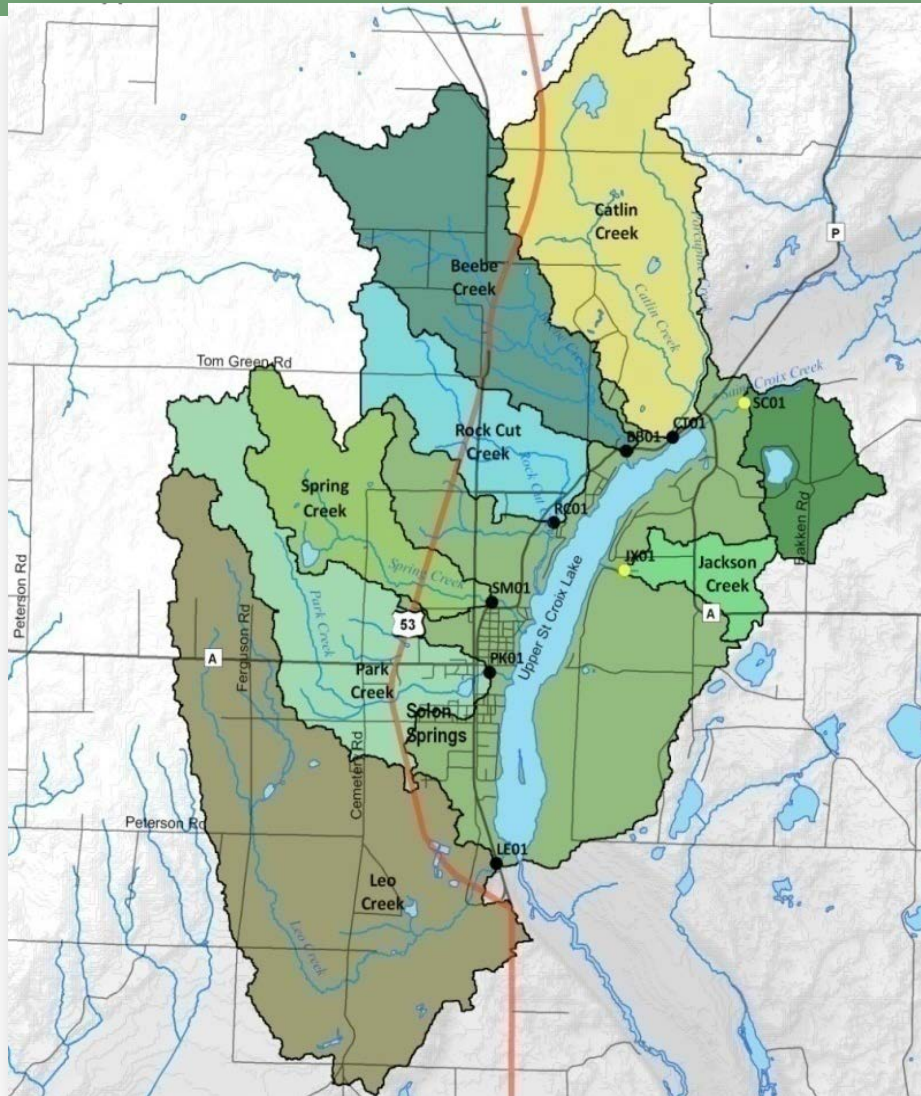 Catlin
Creek
P
Beebe
Creek
Catlin Creek
Tom Green Rd
Saint Croix Creek
SC01
CT01
BB01
Rock Cut
Creek
Rock Cut
Spring
Creek
RC01
Bakken Rd
Peterson Rd
JX01
Jackson
Creek
Spring Creek
SM01
A
Upper St Croix Lake
53
Park Creek
Ferguson Rd
A
PK01
Park
Creek
Solon
Springs
Cemetery Rd
Peterson Rd
LE01
Leo
Creek
Leo Creek